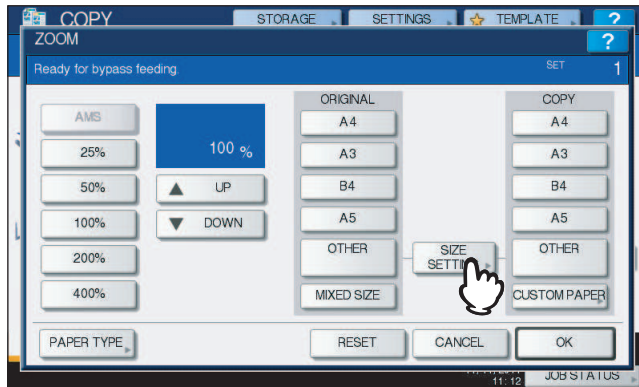 COPY
STORAGE
SETTINGS
TEMPLATE
?
ZOOM
?
Ready for bypass feeding.
SET 1
AMS
25%
50%
100%
200%
400%
100 %
UP
DOWN
ORIGINAL
A4
A3
B4
A5
OTHER
MIXED SIZE
SIZE
COPY
A4
A3
B4
A5
OTHER
CUSTOM PAPER
PAPER TYPE
RESET
CANCEL
OK
11:12
JOB STATUS